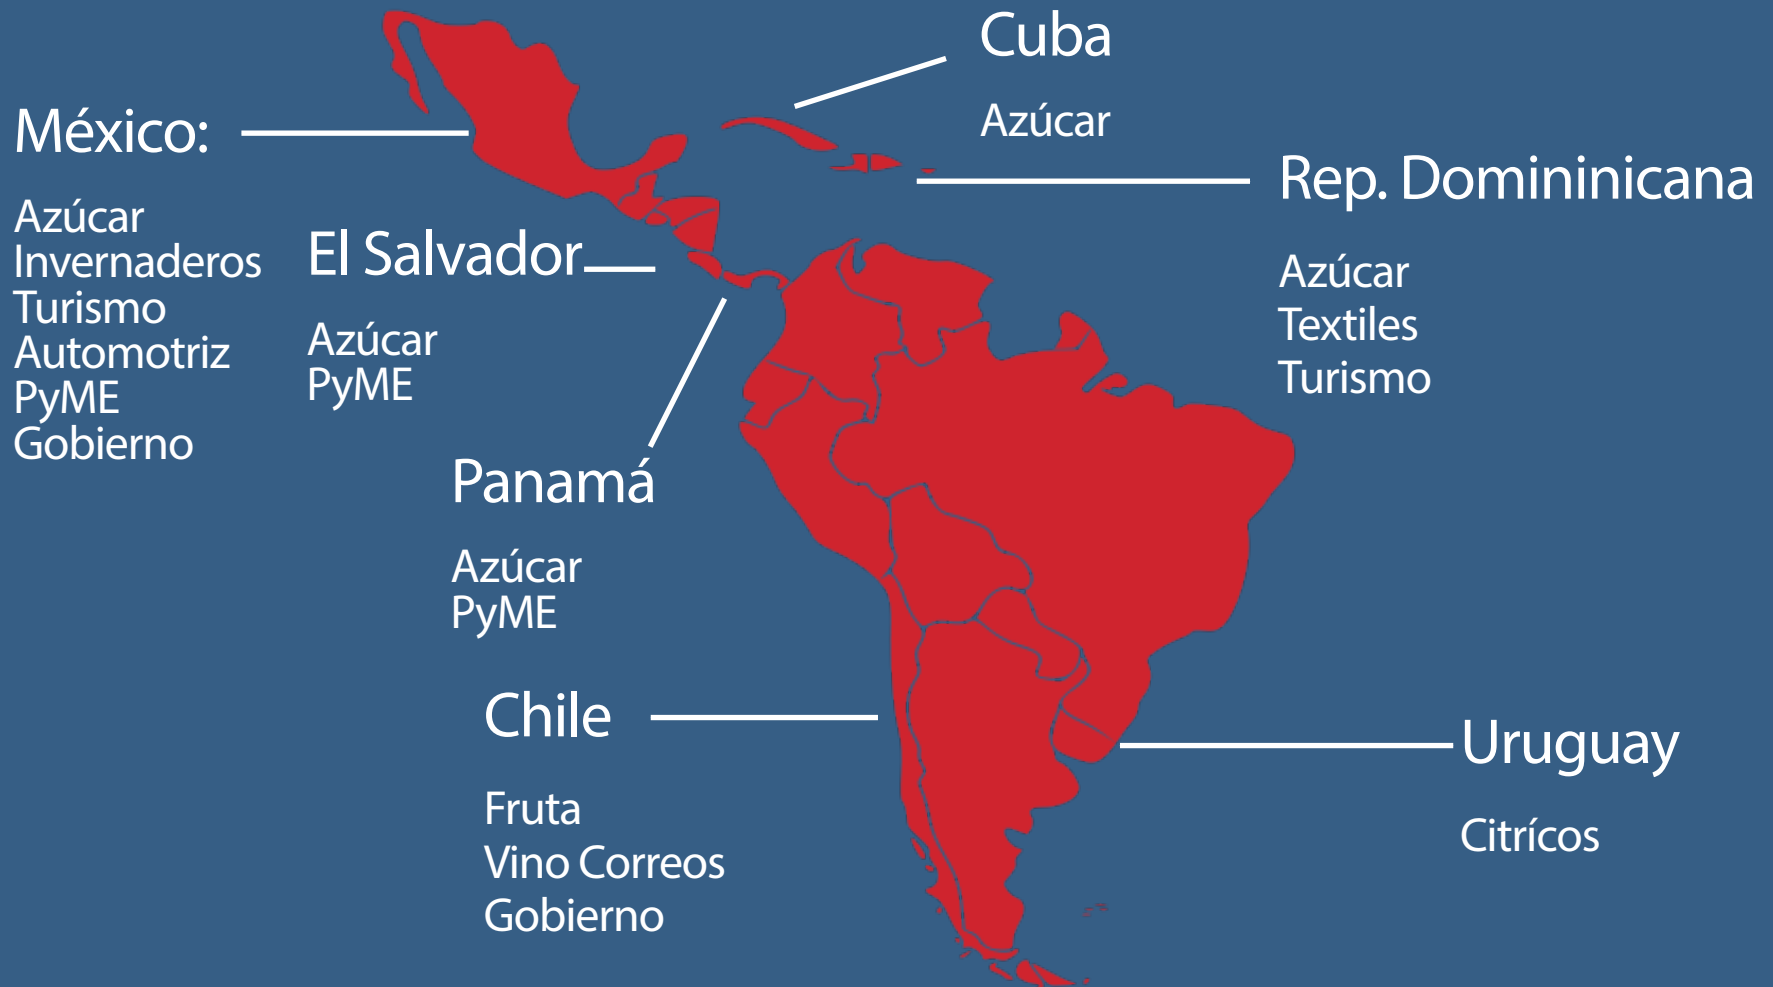 Cuba
Azúcar
México:
Azúcar
Invernaderos
Turismo
Automotriz
PyME
Gobierno
Rep. Domininicana
Azúcar
Textiles
Turismo
El Salvador
Azúcar
PyME
Panamá
Azúcar
PyME
Chile
Fruta
Vino Correos
Gobierno
Uruguay
Citrícos